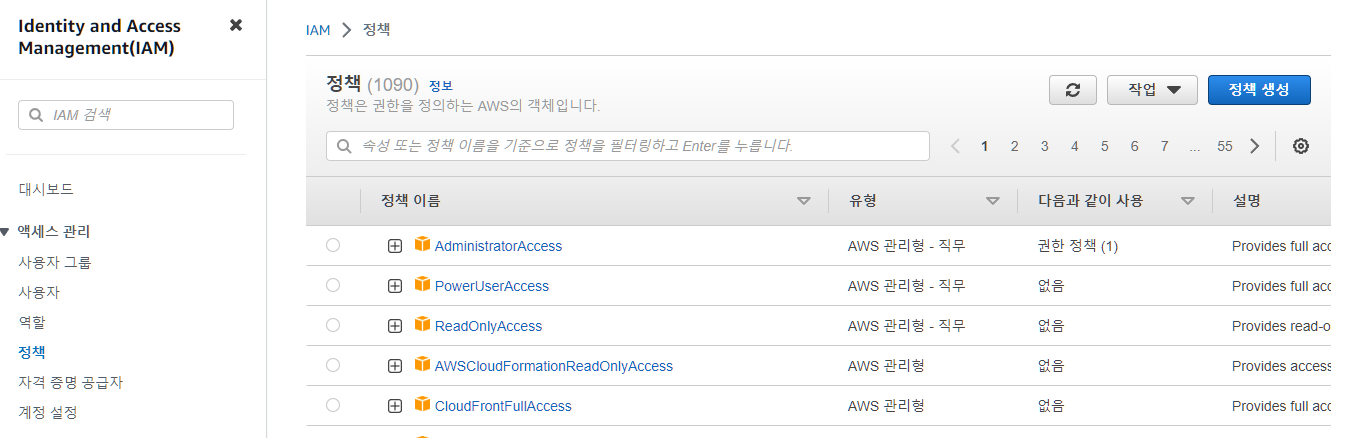 Identity and Access
Management(IAM)
IAM 검색
대시보드
액세스 관리
사용자 그룹
사용자
역할
정책
자격 증명 공급자
계정 설정
IAM > 정책
정책 (1090) 정보
정책은 권한을 정의하는 AWS의 객체입니다.
작업 정책 생성
속성 또는 정책 이름을 기준으로 정책을 필터링하고 Enter를 누릅니다.
1 2 3 4 5 6 7 ... 55
정책 이름 유형 다음과 같이 사용 설명
AdministratorAccess AWS 관리형 - 직무 권한 정책 (1) Provides full acc
PowerUserAccess AWS 관리형 - 직무 없음 Provides full acc
ReadOnlyAccess AWS 관리형 - 직무 없음 Provides read-o
AWSCloudFormationReadOnlyAccess AWS 관리형 없음 Provides access
CloudFrontFullAccess AWS 관리형 없음 Provides full acc